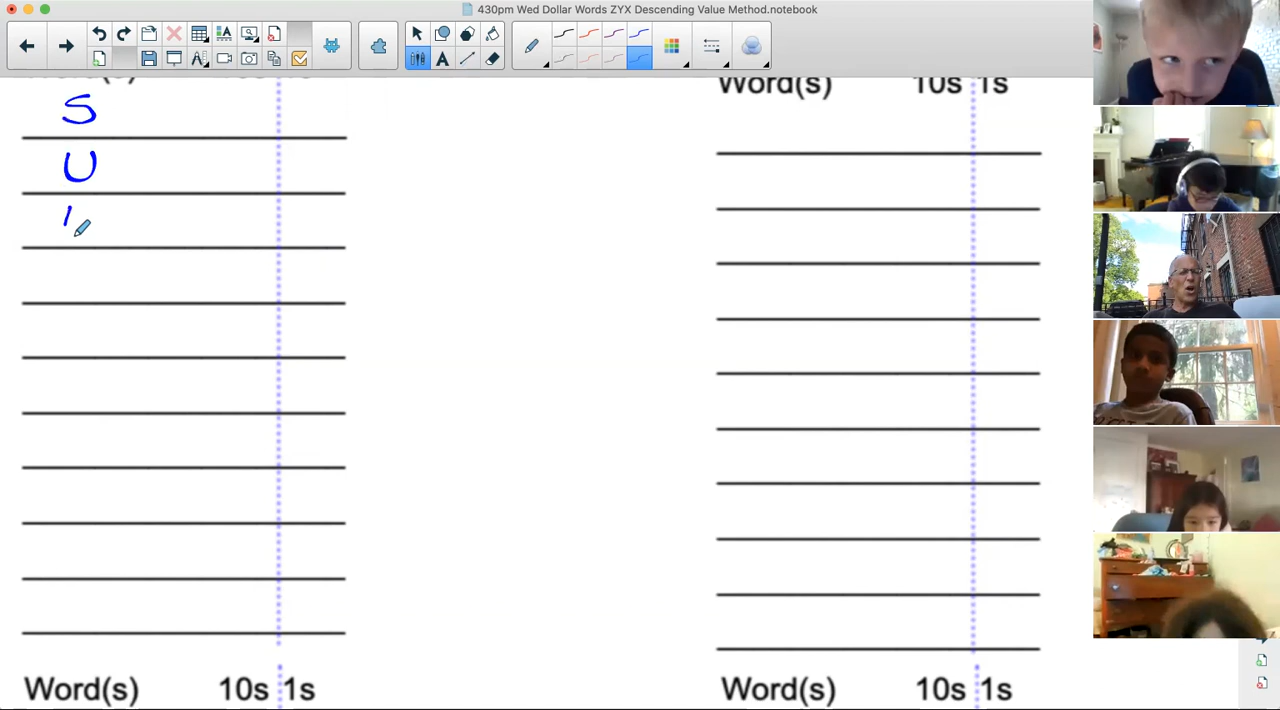 430pm Wed Dollar Words ZYX Descending Value Method.notebook
Word(s) 10s 1s
S
U
Word(s) 10s 1s
Word(s) 10s 1s